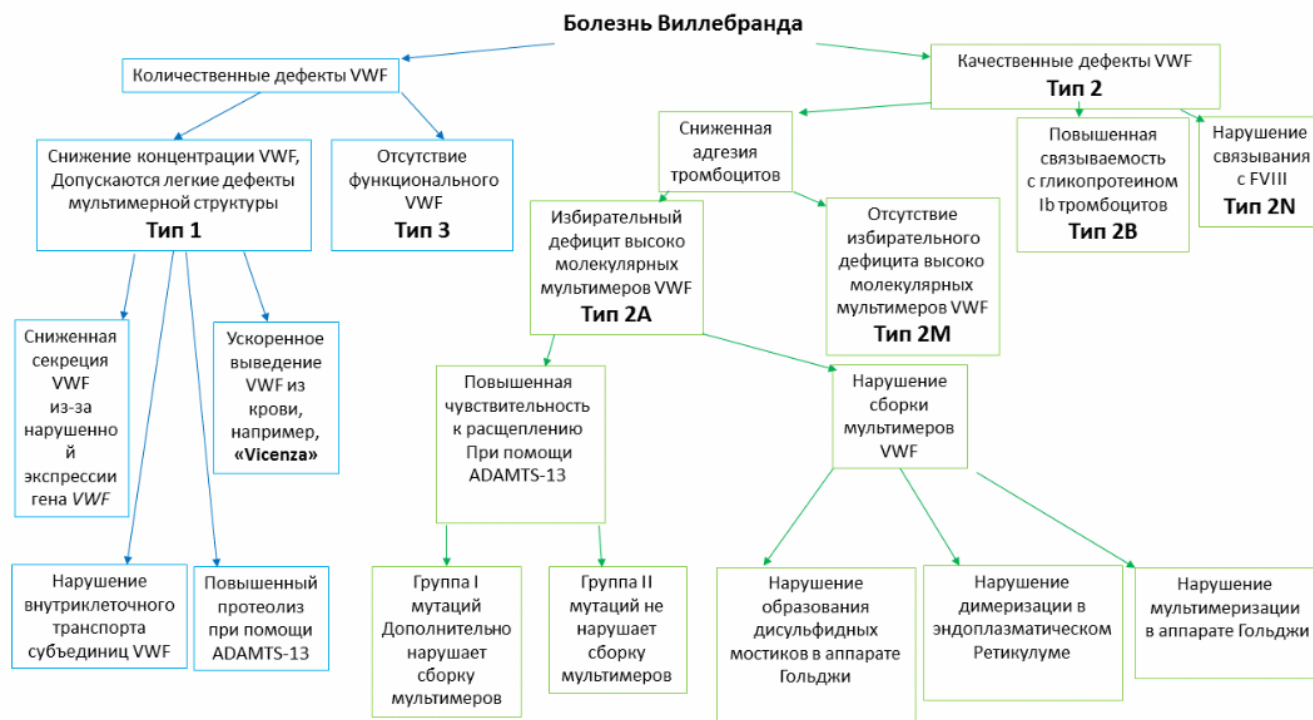 Болезнь Виллебранда
Количественные дефекты VWF
Качественные дефекты VWF
Тип 2
Снижение концентрации VWF,
Допускаются легкие дефекты
мультимерной структуры
Тип 1
Отсутствие
функционального
VWF
Тип 3
Сниженная
адгезия
тромбоцитов
Повышенная
связываемость
с гликопротеином
Ib тромбоцитов
Тип 2B
Нарушение
связывания
с FVIII
Тип 2N
Избирательный
дефицит высоко
молекулярных
мультимеров VWF
Тип 2A
Отсутствие
избирательного
дефицита высоко
молекулярных
мультимеров VWF
Тип 2M
Сниженная
секреция
VWF
из-за
нарушенно
й
экспрессии
гена VWF
Ускоренное
выведение
VWF из
крови,
например,
«Vicenza»
Повышенная
чувствительность
к расщеплению
При помощи
ADAMTS-13
Нарушение
сборки
мультимеров
VWF
Нарушение
внутриклеточного
транспорта
субъединиц VWF
Повышенный
протеолиз
при помощи
ADAMTS-13
Группа I
мутаций
Дополнительно
нарушает
сборку
мультимеров
Группа II
мутаций не
нарушает
сборку
мультимеров
Нарушение
образования
дисульфидных
мостиков в аппарате
Гольджи
Нарушение
димеризации в
эндоплазматическом
Ретикулуме
Нарушение
мультимеризации
в аппарате Гольджи